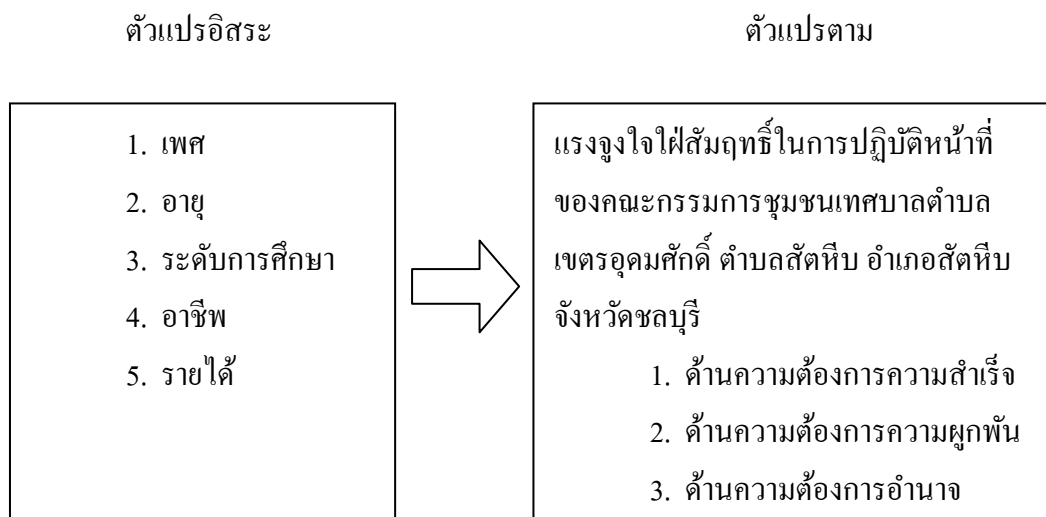 ตัวแปรอิสระ
ตัวแปรตาม
1. เพศ
2. อายุ
3. ระดับการศึกษา
4. อาชีพ
5. รายได้
แรงจูงใจใฝ่สัมฤทธิ์ในการปฏิบัติหน้าที่
ของคณะกรรมการชุมชนเทศบาลตำบล
เขตรอุดมศักดิ์ ตำบลสัตหีบ อำเภอสัตหีบ
จังหวัดชลบุรี
1. ด้านความต้องการความสำเร็จ
2. ด้านความต้องการความผูกพัน
3. ด้านความต้องการอำนาจ